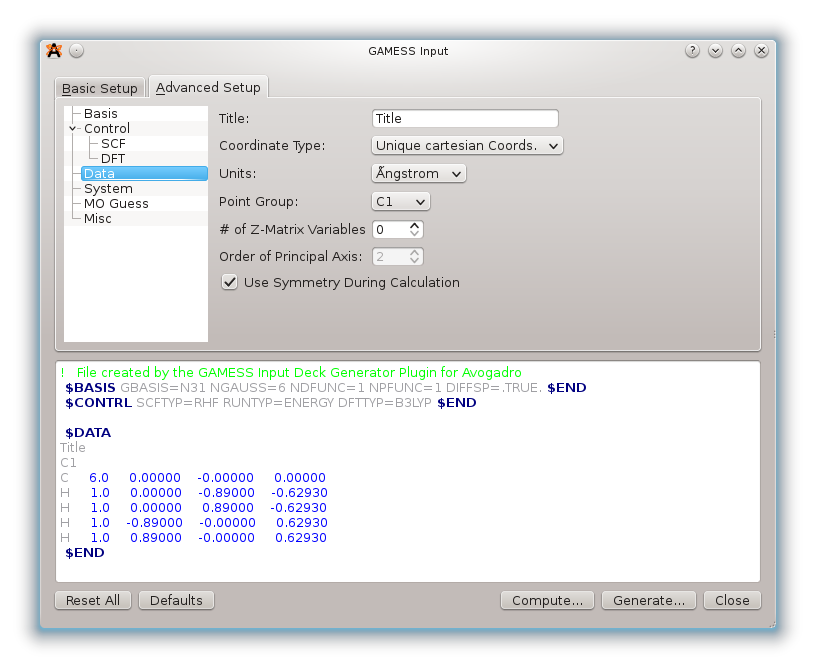 GAMESS Input
Basic Setup
Advanced Setup
Basis
Control
SCF
DFT
Data
System
MO Guess
Misc
Title: Title
Coordinate Type: Unique cartesian Coords.
Units: Ãngstrom
Point Group: C1
# of Z-Matrix Variables 0
Order of Principal Axis: 2
Use Symmetry During Calculation
! File created by the GAMESS Input Deck Generator Plugin for Avogadro
$BASIS GBASIS=N31 NGAUSS=6 NDFUNC=1 NPFUNC=1 DIFFSP=.TRUE. $END
$CONTRL SCFTYP=RHF RUNTYP=ENERGY DFTTYP=B3LYP $END
$DATA
Title
C1
C 6.0 0.00000 -0.00000 0.00000
H 1.0 0.00000 -0.89000 -0.62930
H 1.0 0.00000 0.89000 -0.62930
H 1.0 -0.89000 -0.00000 0.62930
H 1.0 0.89000 -0.00000 0.62930
$END
Reset All Defaults Compute... Generate... Close